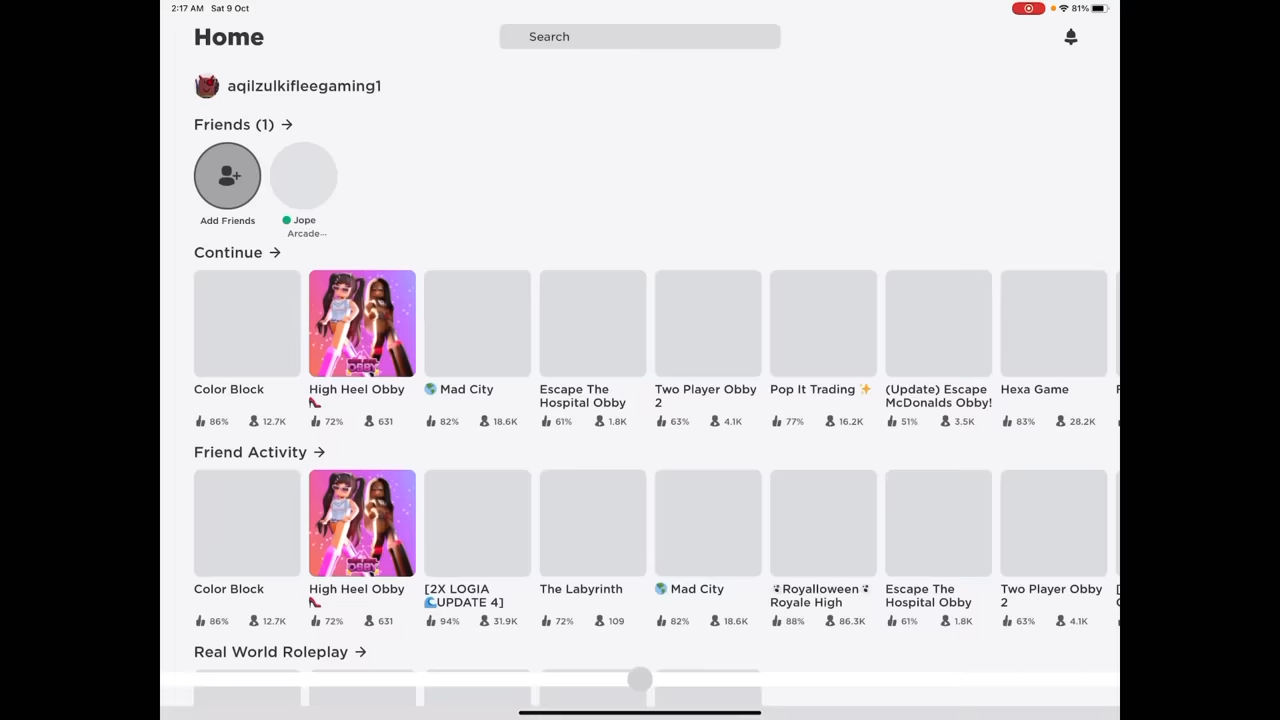 2:17 AM Sat 9 Oct 81%
Home
Search
aqilzulkifleegaming1
Friends (1) →
Add Friends
Jope
Arcade...
Continue →
Color Block
High Heel Obby 👠
🌎 Mad City
Escape The Hospital Obby
Two Player Obby 2
Pop It Trading ✨
(Update) Escape McDonalds Obby!
Hexa Game
86% 12.7K
72% 631
82% 18.6K
61% 1.8K
63% 4.1K
77% 16.2K
51% 3.5K
83% 28.2K
Friend Activity →
Color Block
High Heel Obby 👠
[2X LOGIA 🌊UPDATE 4]
The Labyrinth
🌎 Mad City
Royalloween Royale High
Escape The Hospital Obby
Two Player Obby 2
86% 12.7K
72% 631
94% 31.9K
72% 109
82% 18.6K
88% 86.3K
61% 1.8K
63% 4.1K
Real World Roleplay →